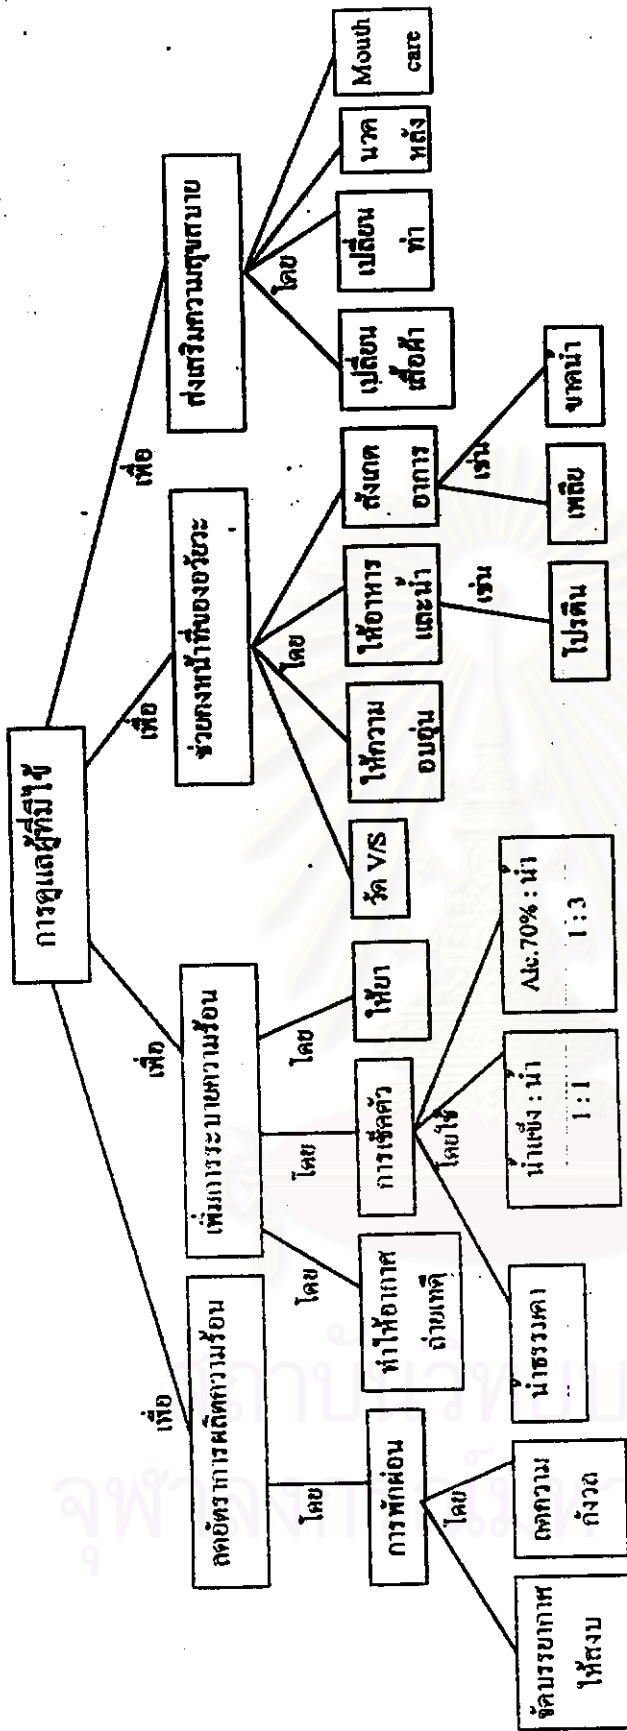 การดูแลผู้ที่มีไข้
เพื่อ
เพื่อ
เพื่อ
เพื่อ
ลดอัตราการผลิตความร้อน
เพิ่มการระบายความร้อน
ช่วยคงหน้าที่ของอวัยวะ
ส่งเสริมความสุขสบาย
โดย
โดย
โดย
โดย
โดย
โดย
การพักผ่อน
ทำให้อากาศ
ถ่ายเทดี
การเช็ดตัว
ให้ยา
วัด V/S
ให้ความ
อบอุ่น
ให้อาหาร
และน้ำ
สังเกต
อาการ
เปลี่ยน
เสื้อผ้า
เปลี่ยน
ท่า
นวด
หลัง
Mouth
care
โดย
โดยใช้
เช่น
เช่น
จัดบรรยากาศ
ให้สงบ
ลดความ
กังวล
น้ำธรรมดา
น้ำแข็ง : น้ำ
1 : 1
Alc.70% : น้ำ
1 : 3
โปรตีน
เพลีย
ขาดน้ำ